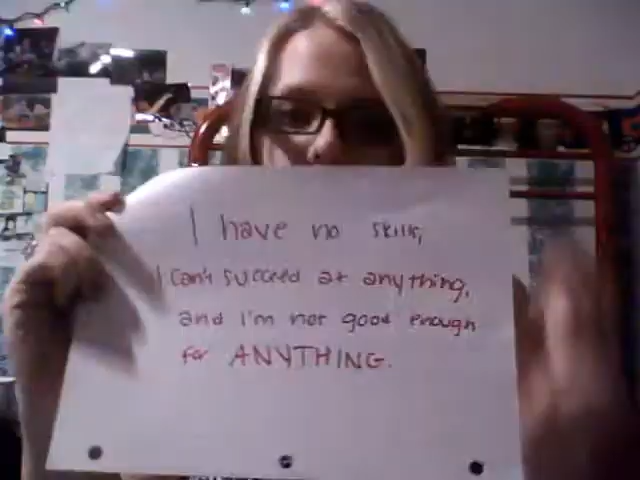 I have no skills,
I can't succeed at anything,
and I'm not good enough
for ANYTHING.